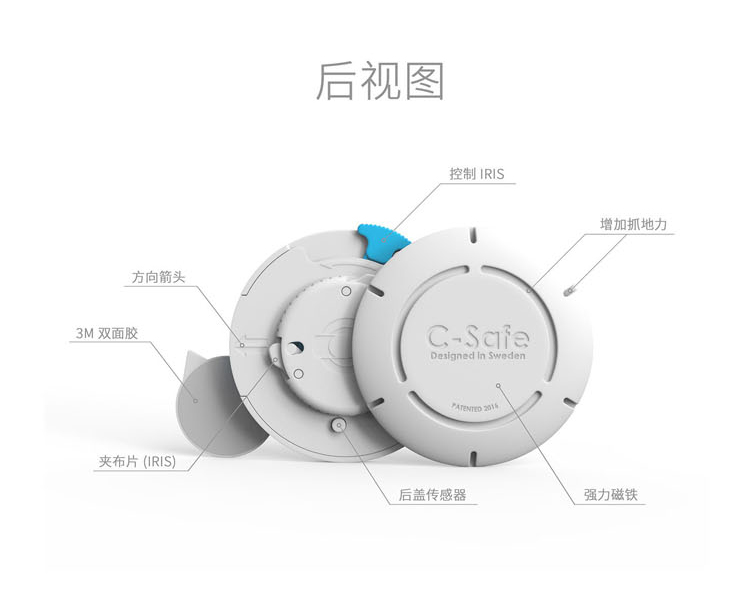 后视图
控制 IRIS
增加抓地力
方向箭头
3M 双面胶
C-Safe
Designed in Sweden
PATENTED 2015
夹布片 (IRIS)
后盖传感器
强力磁铁